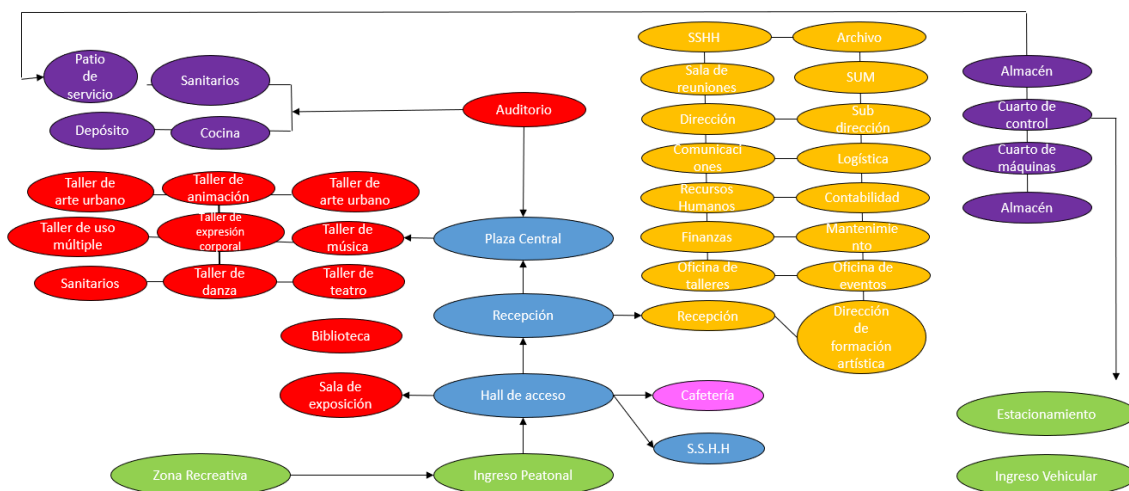 Patio
de
servicio
Sanitarios
Depósito
Cocina
Auditorio
SSHH
Archivo
Sala de
reuniones
SUM
Dirección
Sub
dirección
Comunicaci
ones
Logística
Recursos
Humanos
Contabilidad
Finanzas
Mantenimie
nto
Oficina de
talleres
Oficina de
eventos
Recepción
Dirección
de
formación
artística
Almacén
Cuarto de
control
Cuarto de
máquinas
Almacén
Taller de
arte urbano
Taller de
animación
Taller de
arte urbano
Taller de uso
múltiple
Taller de
expresión
corporal
Taller de
música
Sanitarios
Taller de
danza
Taller de
teatro
Plaza Central
Recepción
Biblioteca
Sala de
exposición
Hall de acceso
Cafetería
S.S.H.H
Zona Recreativa
Ingreso Peatonal
Estacionamiento
Ingreso Vehicular